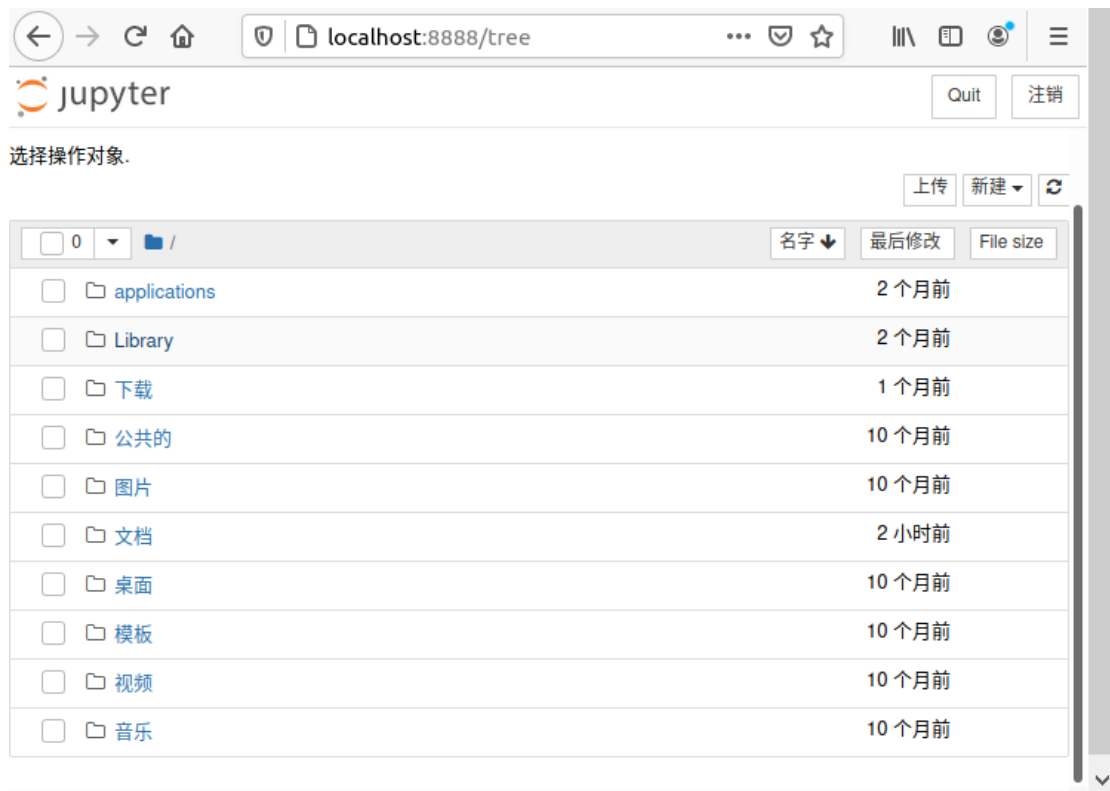 localhost:8888/tree
jupyter
Quit 注销
选择操作对象.
上传 新建
0 / 名字 最后修改 File size
applications 2 个月前
Library 2 个月前
下载 1 个月前
公共的 10 个月前
图片 10 个月前
文档 2 小时前
桌面 10 个月前
模板 10 个月前
视频 10 个月前
音乐 10 个月前